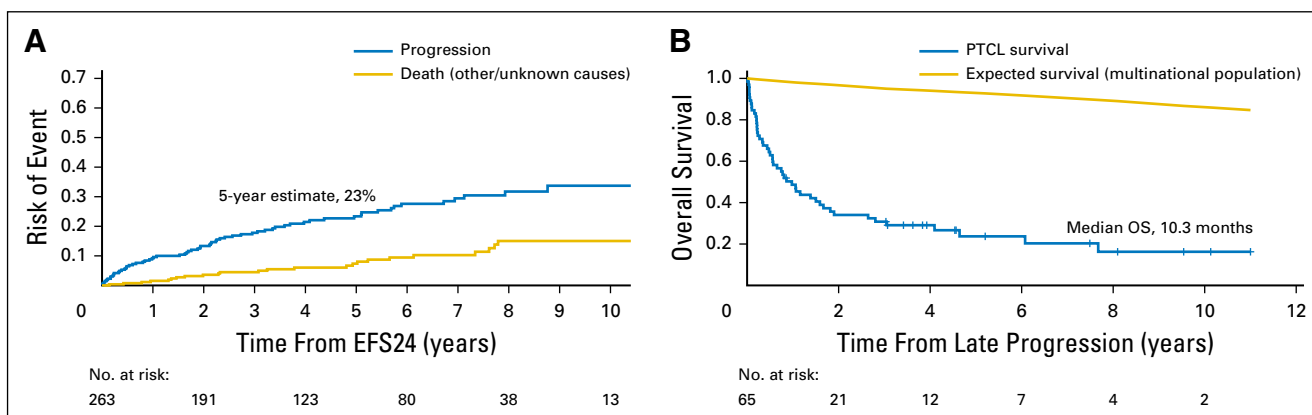 A
Progression
Death (other/unknown causes)
0.7
0.6
0.5
0.4
0.3
0.2
0.1
Risk of Event
5-year estimate, 23%
0 1 2 3 4 5 6 7 8 9 10
Time From EFS24 (years)
No. at risk:
263 191 123 80 38 13
B
PTCL survival
Expected survival (multinational population)
1.0
0.8
0.6
0.4
0.2
Overall Survival
Median OS, 10.3 months
0 2 4 6 8 10 12
Time From Late Progression (years)
No. at risk:
65 21 12 7 4 2